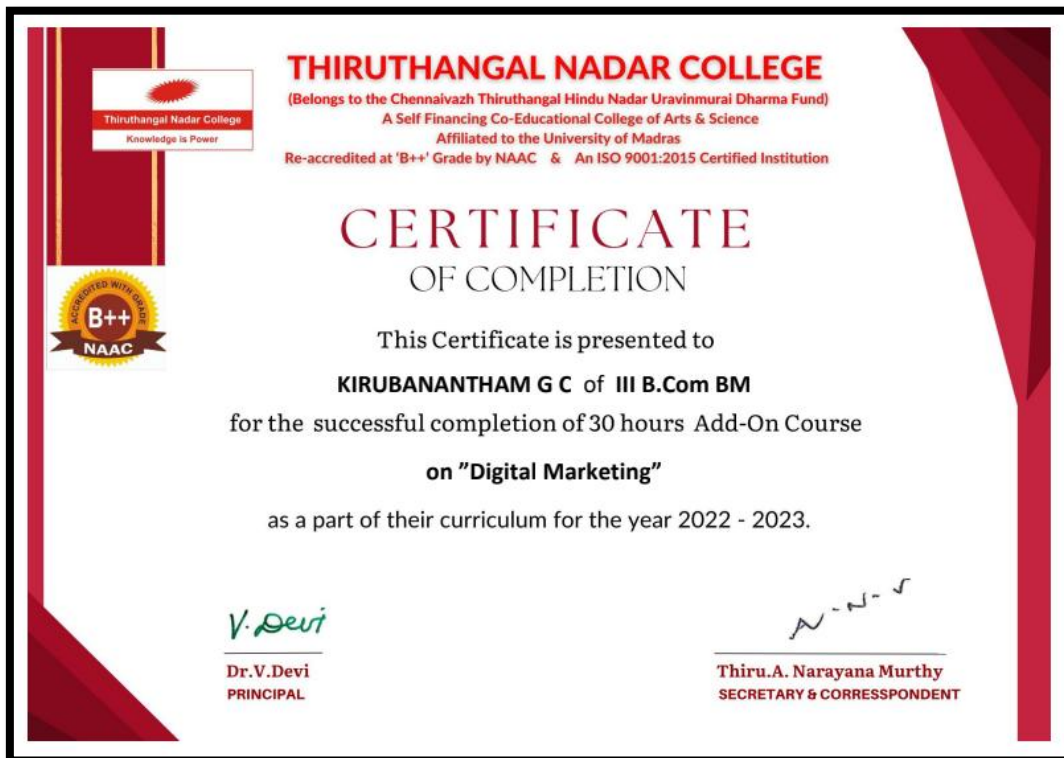 THIRUTHANGAL NADAR COLLEGE
(Belongs to the Chennaivazh Thiruthangal Hindu Nadar Uravinmurai Dharma Fund)
A Self Financing Co-Educational College of Arts & Science
Affiliated to the University of Madras
Re-accredited at 'B++' Grade by NAAC & An ISO 9001:2015 Certified Institution
Thiruthangal Nadar College
Knowledge is Power
CERTIFICATE
OF COMPLETION
ACCREDITED WITH GRADE
B++
NAAC
This Certificate is presented to
KIRUBANANTHAM G C of III B.Com BM
for the successful completion of 30 hours Add-On Course
on ”Digital Marketing”
as a part of their curriculum for the year 2022 - 2023.
V. Devi
Dr.V.Devi
PRINCIPAL
A-N-V
Thiru.A. Narayana Murthy
SECRETARY & CORRESSPONDENT